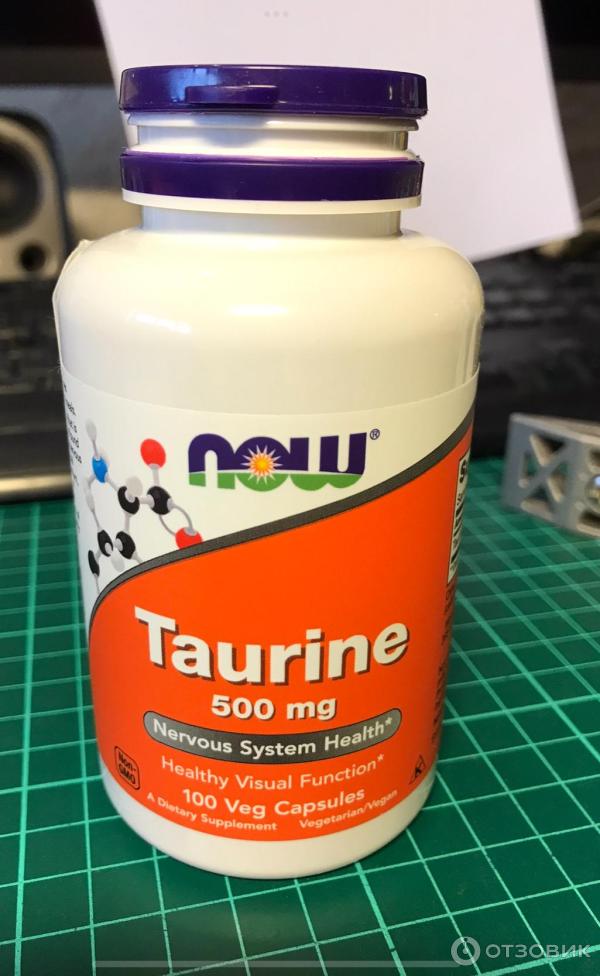 now®
Taurine
500 mg
Nervous System Health*
Healthy Visual Function*
100 Veg Capsules
A Dietary Supplement Vegetarian/Vegan
Non-
GMO
K
ОТЗОВИК